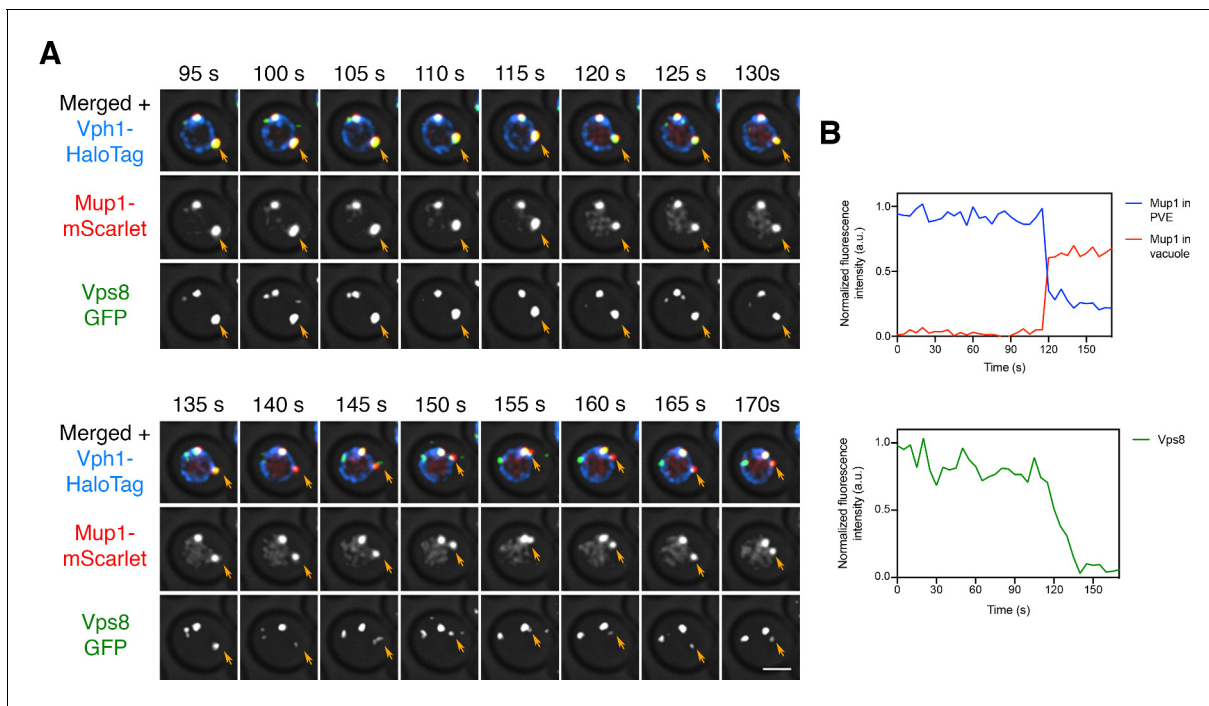 A
95 s 100 s 105 s 110 s 115 s 120 s 125 s 130s
Merged +
Vph1-
HaloTag
Mup1-
mScarlet
Vps8
GFP
135 s 140 s 145 s 150 s 155 s 160 s 165 s 170s
Merged +
Vph1-
HaloTag
Mup1-
mScarlet
Vps8
GFP
B
Normalized fluorescence
intensity (a.u.)
1.0
0.5
0.0
0 30 60 90 120 150
Time (s)
Mup1 in
PVE
Mup1 in
vacuole
Normalized fluorescence
intensity (a.u.)
1.0
0.5
0.0
0 30 60 90 120 150
Time (s)
Vps8